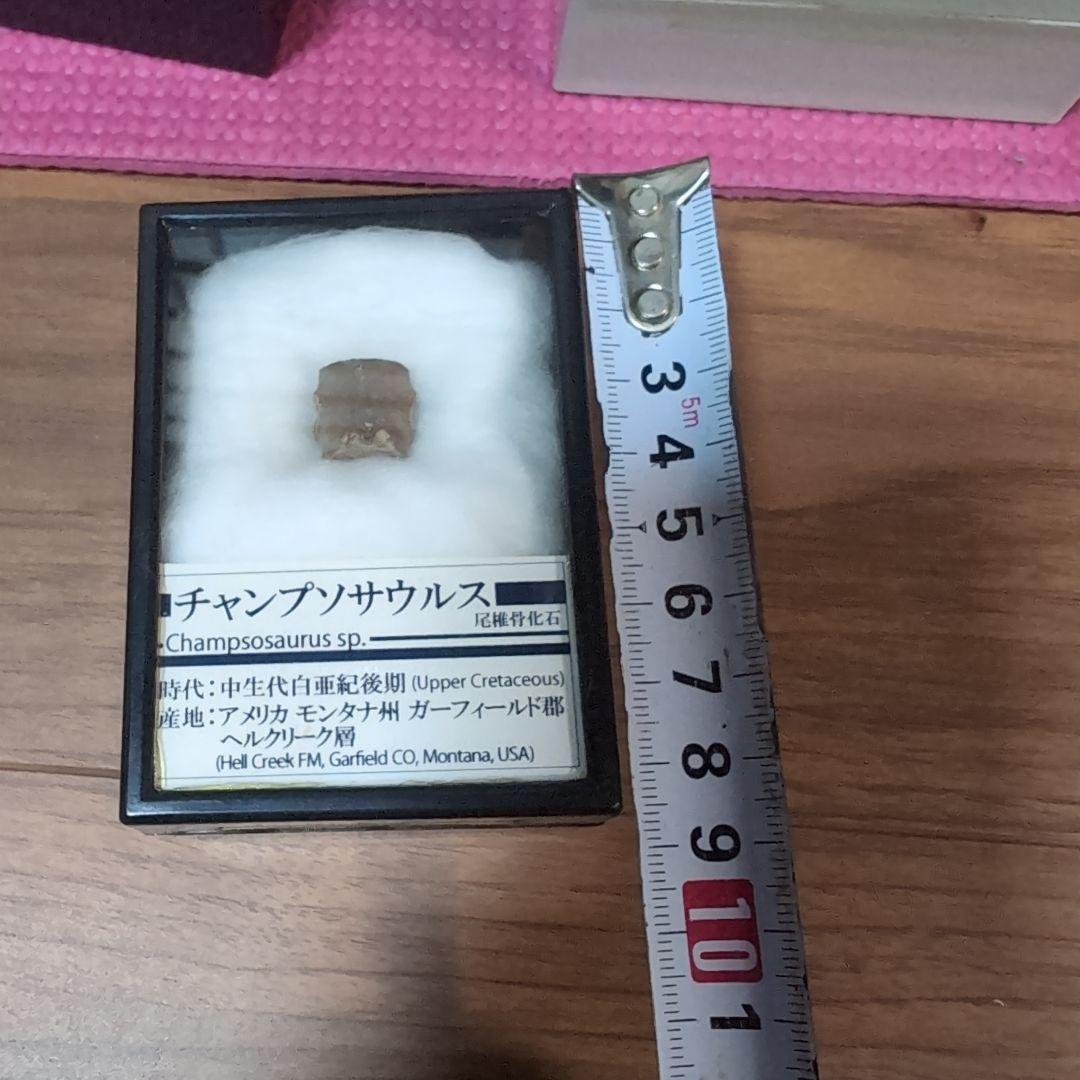 チャンプソサウルス
尾椎骨化石
Champsosaurus sp.
時代：中生代白亜紀後期 (Upper Cretaceous)
産地：アメリカ モンタナ州 ガーフィールド郡
ヘルクリーク層
(Hell Creek FM, Garfield CO, Montana, USA)
3
5m
4
5
6
7
8
9
10
1